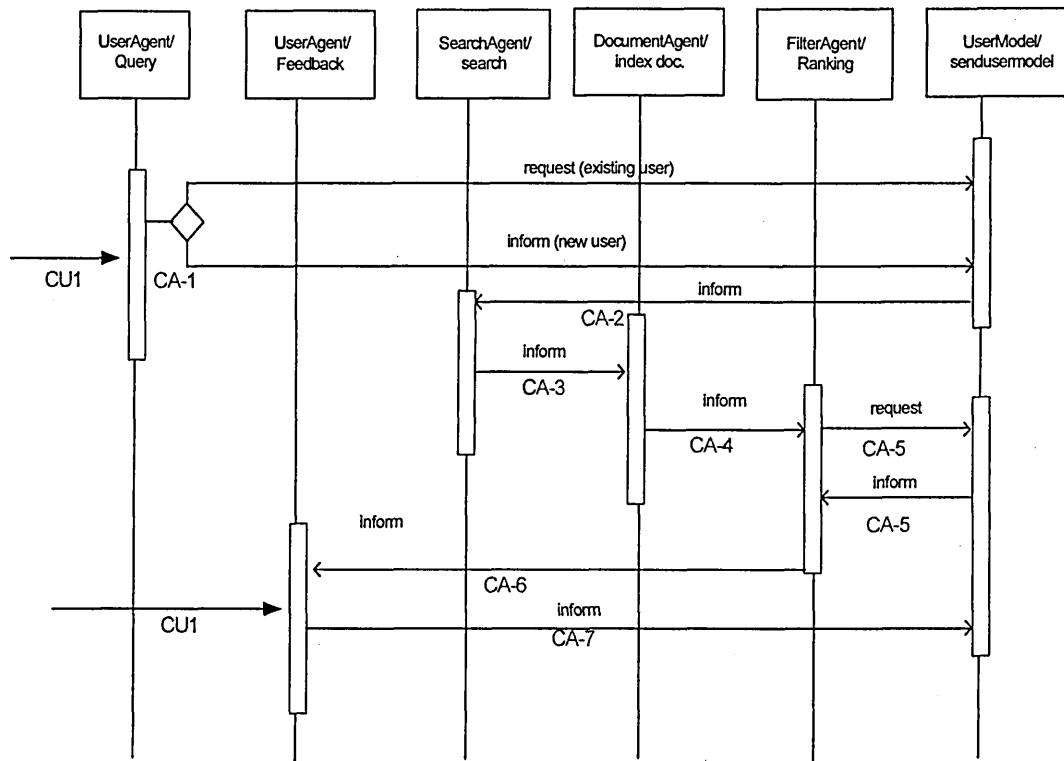 UserAgent/
Query
UserAgent/
Feedback
SearchAgent/
search
DocumentAgent/
index doc.
FilterAgent/
Ranking
UserModel/
sendusermodel
request (existing user)
inform (new user)
CU1
CA-1
inform
CA-2
inform
CA-3
inform
CA-4
request
CA-5
inform
CA-5
inform
CA-6
CU1
inform
CA-7